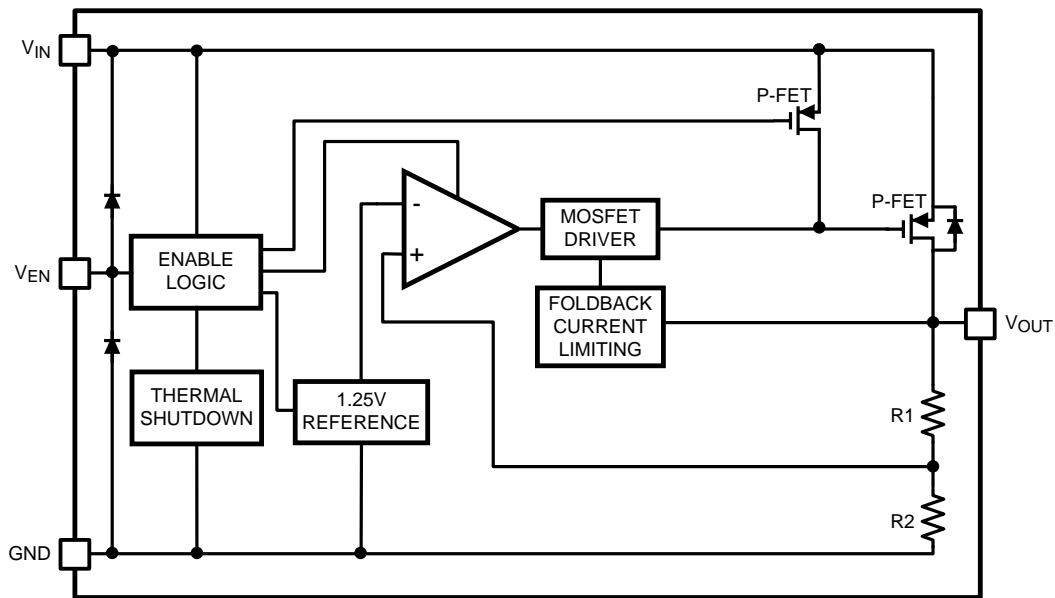 VIN
P-FET
P-FET
-
+
MOSFET
DRIVER
VEN
ENABLE
LOGIC
FOLDBACK
CURRENT
LIMITING
VOUT
THERMAL
SHUTDOWN
1.25V
REFERENCE
R1
R2
GND